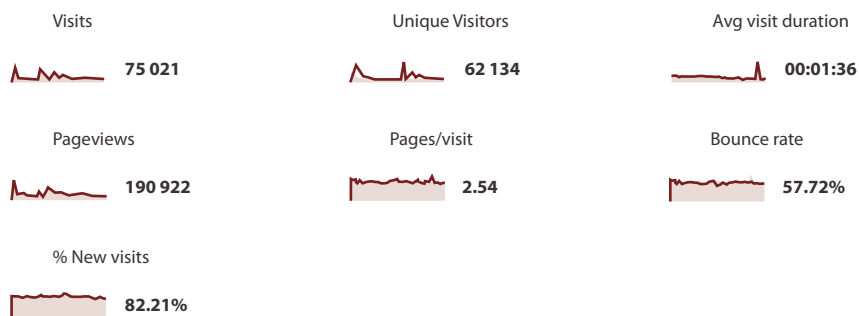 Visits
75 021
Unique Visitors
62 134
Avg visit duration
00:01:36
Pageviews
190 922
Pages/visit
2.54
Bounce rate
57.72%
% New visits
82.21%